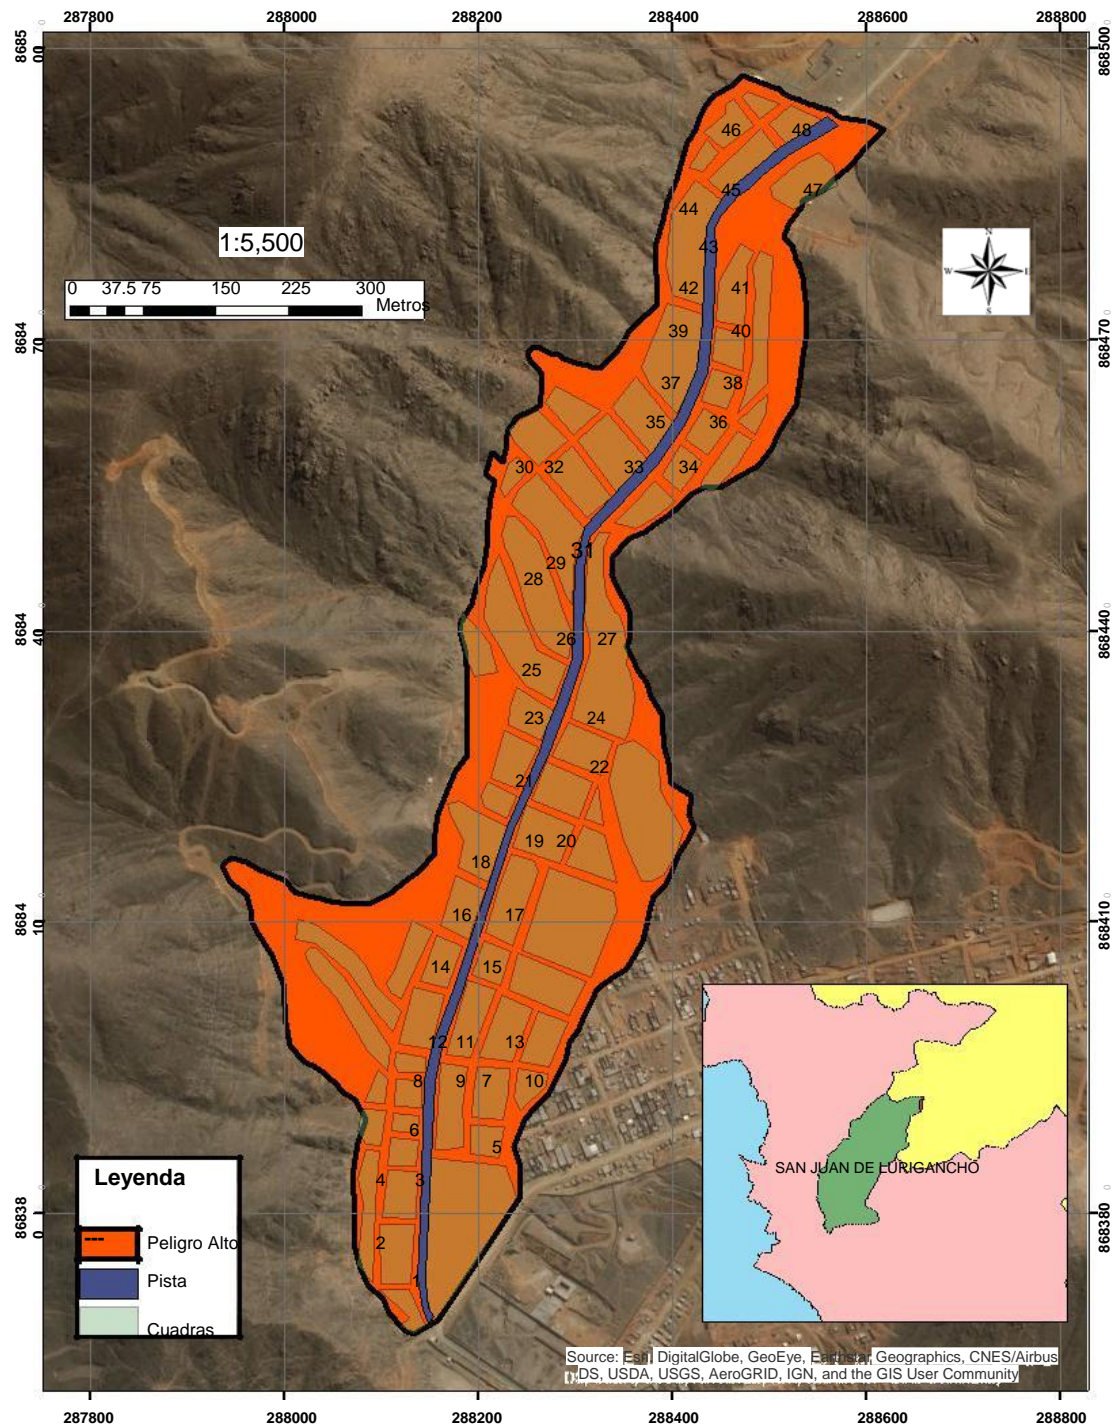 287800 288000 288200 288400 288600 288800
8685
00
868500
46 48
45 47
44
1:5,500
43
N
W E
S
0 37.5 75 150 225 300
Metros
42 41
8684
70
868470
39 40
37 38
35 36
30 32 33 34
31
29
28
8684
40
868440
26 27
25
23 24
22
21
19 20
18
8684
10
868410
16 17
14 15
12 11 13
8 9 7 10
6
5
SAN JUAN DE LURIGANCHO
4 3
86838
0
868380
2
1
Leyenda
Peligro Alto
Pista
Cuadras
Source: Esri, DigitalGlobe, GeoEye, Earthstar Geographics, CNES/Airbus
DS, USDA, USGS, AeroGRID, IGN, and the GIS User Community
287800 288000 288200 288400 288600 288800